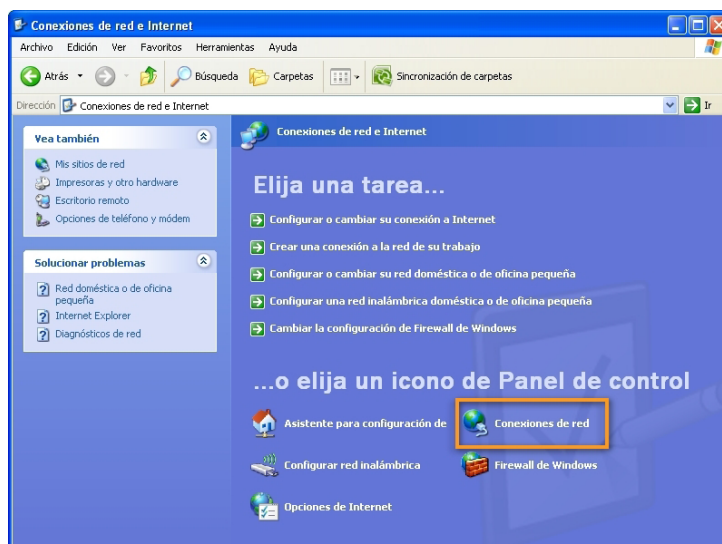 Conexiones de red e Internet
Archivo Edición Ver Favoritos Herramientas Ayuda
Atrás Búsqueda Carpetas Sincronización de carpetas
Dirección Conexiones de red e Internet Ir
Vea también
Mis sitios de red
Impresoras y otro hardware
Escritorio remoto
Opciones de teléfono y módem
Solucionar problemas
Red doméstica o de oficina
pequeña
Internet Explorer
Diagnósticos de red
Conexiones de red e Internet
Elija una tarea...
Configurar o cambiar su conexión a Internet
Crear una conexión a la red de su trabajo
Configurar o cambiar su red doméstica o de oficina pequeña
Configurar una red inalámbrica doméstica o de oficina pequeña
Cambiar la configuración de Firewall de Windows
...o elija un icono de Panel de control
Asistente para configuración de
Conexiones de red
Configurar red inalámbrica
Firewall de Windows
Opciones de Internet